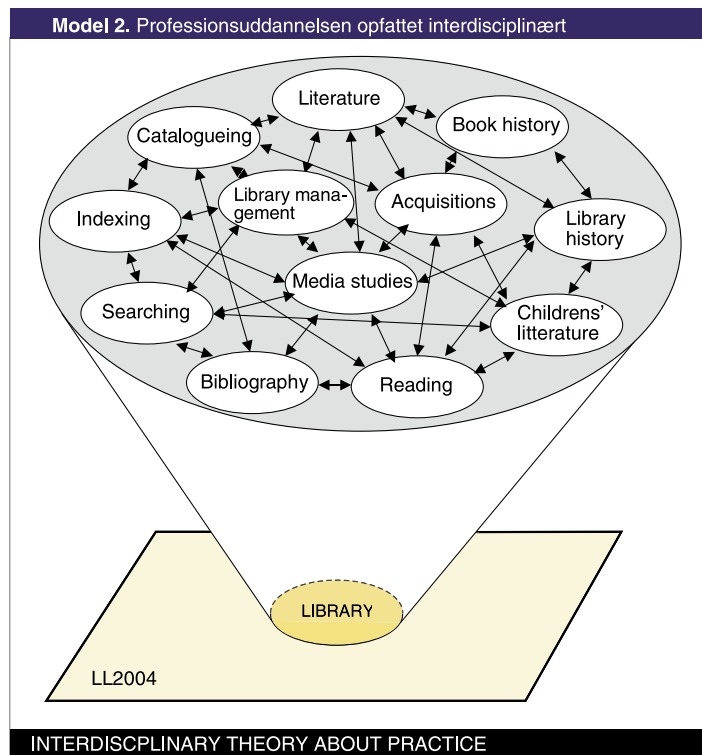 Model 2. Professionsuddannelsen opfattet interdisciplinært
Literature
Book history
Catalogueing
Library mana-
gement
Acquisitions
Indexing
Library
history
Media studies
Searching
Childrens'
litterature
Bibliography
Reading
LIBRARY
LL2004
INTERDISCPLINARY THEORY ABOUT PRACTICE